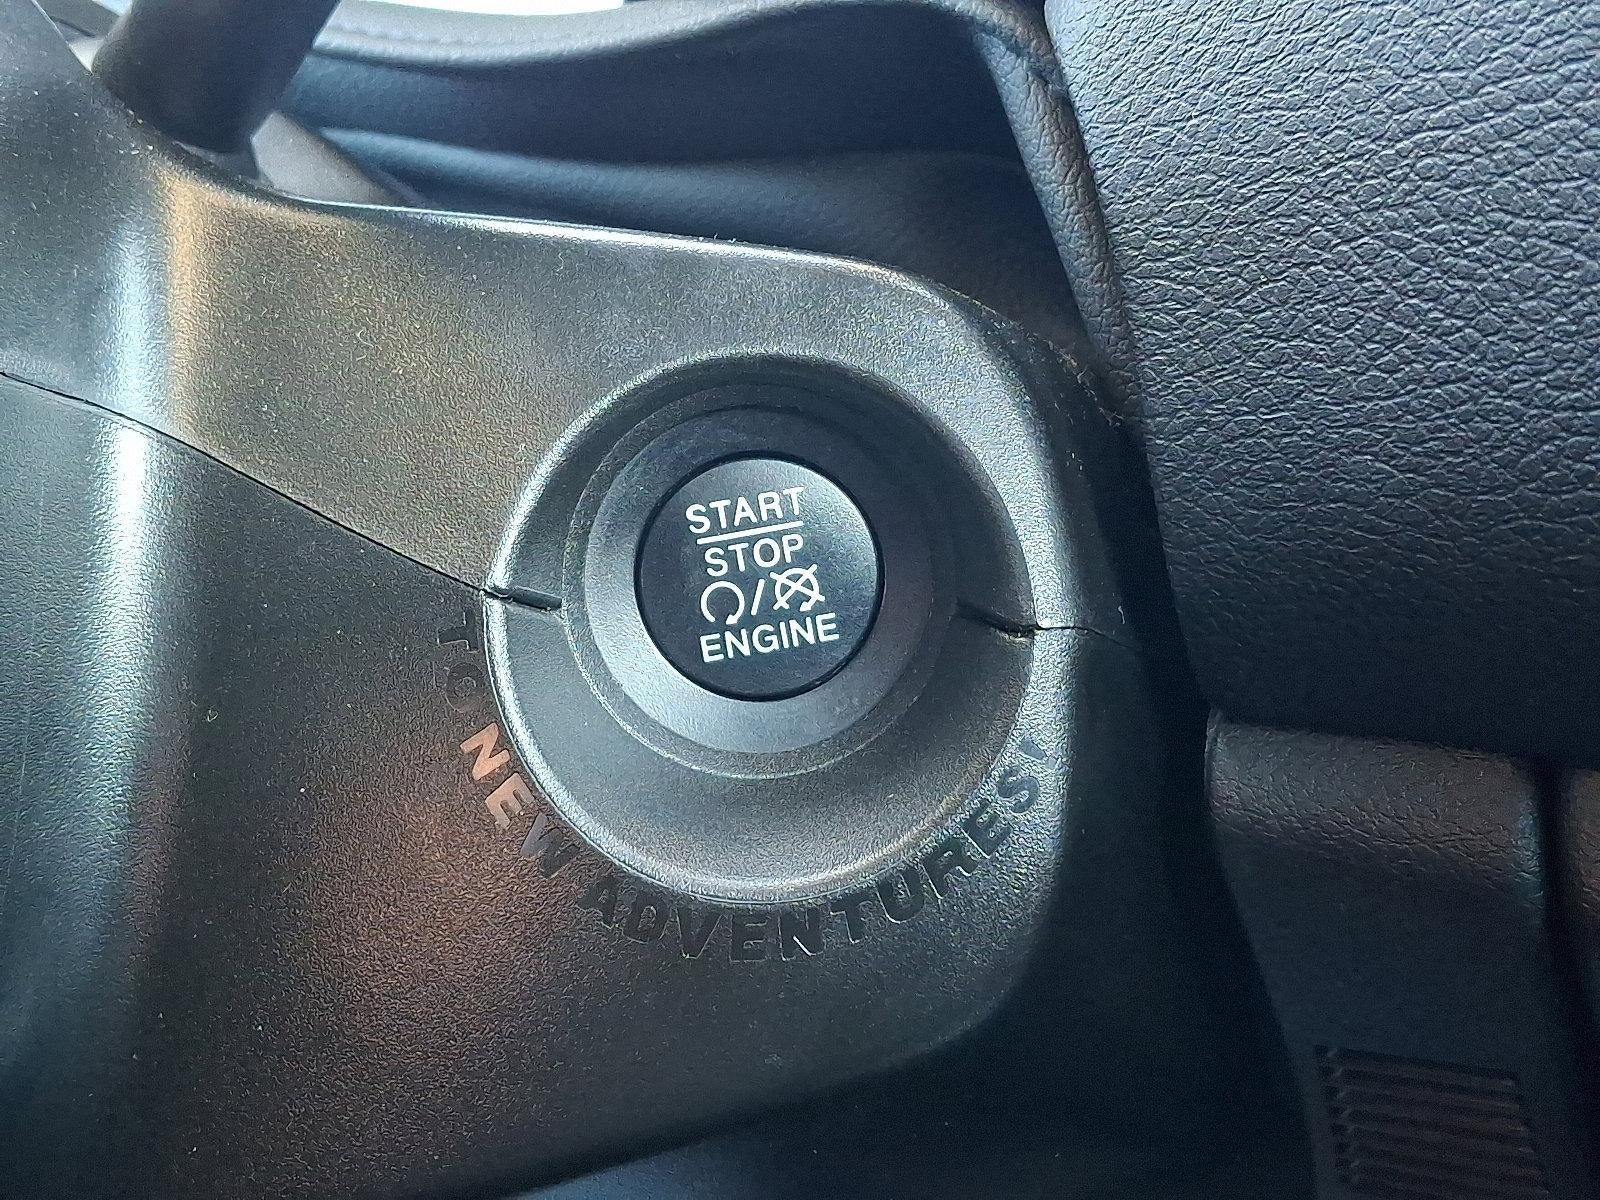 START
STOP
/
ENGINE
TO NEW ADVENTURES!